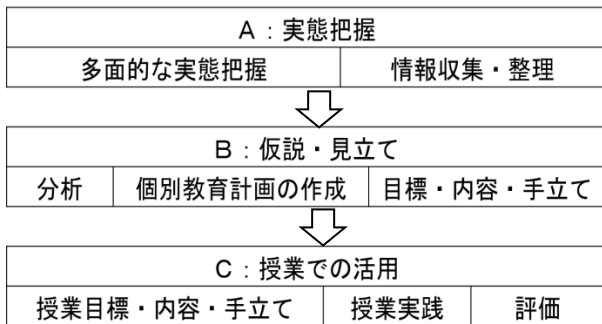 A：実態把握
多面的な実態把握 情報収集・整理
B：仮説・見立て
分析 個別教育計画の作成 目標・内容・手立て
C：授業での活用
授業目標・内容・手立て 授業実践 評価